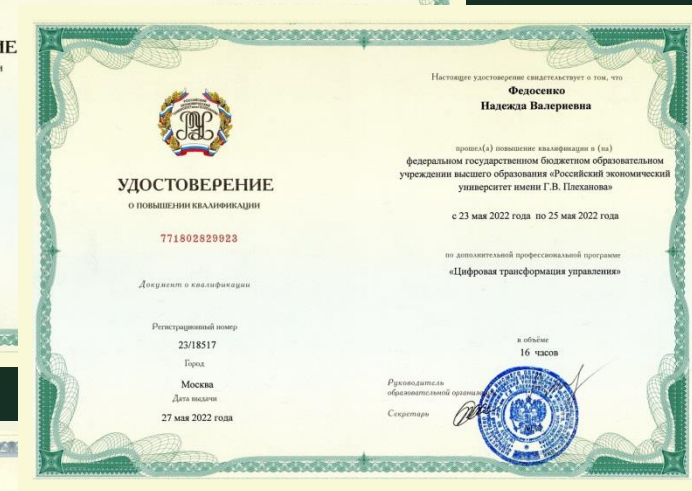 ИЕ
и
УДОСТОВЕРЕНИЕ
О ПОВЫШЕНИИ КВАЛИФИКАЦИИ
771802829923
Документ о квалификации
Регистрационный номер
23/18517
Город
Москва
Дата выдачи
27 мая 2022 года
Настоящее удостоверение свидетельствует о том, что
Федосенко
Надежда Валериевна
прошел(а) повышение квалификации в (на)
федеральном государственном бюджетном образовательном
учреждении высшего образования «Российский экономический
университет имени Г.В. Плеханова»
с 23 мая 2022 года по 25 мая 2022 года
по дополнительной профессиональной программе
«Цифровая трансформация управления»
в объёме
16 часов
Руководитель
образовательной
Секретарь